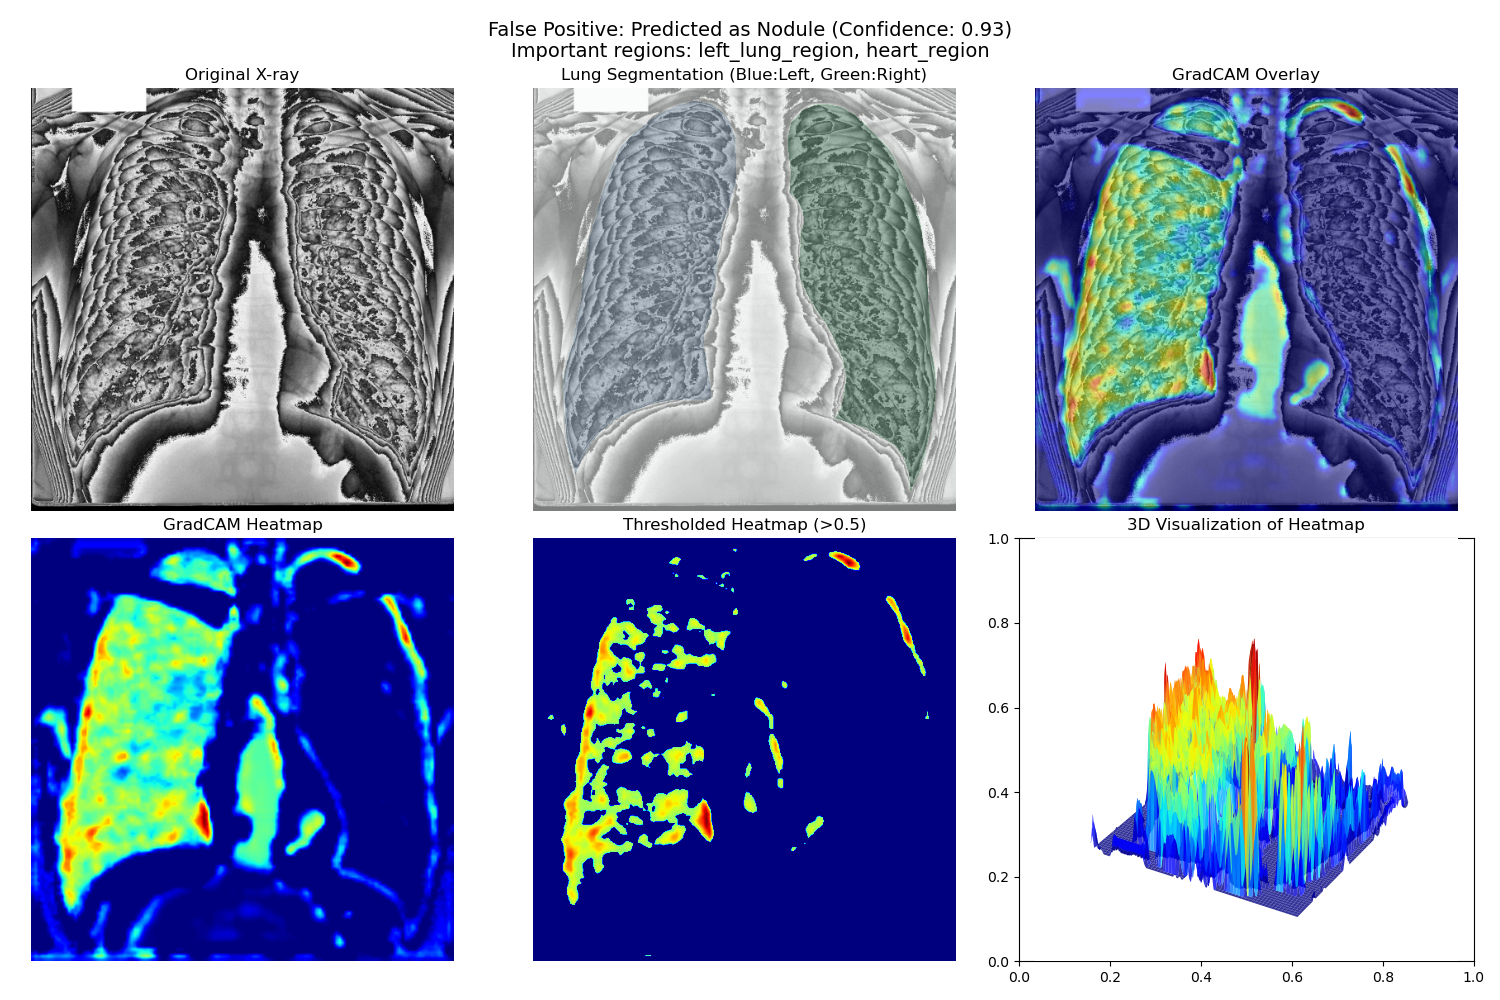 False Positive: Predicted as Nodule (Confidence: 0.93)
Important regions: left_lung_region, heart_region
Original X-ray
Lung Segmentation (Blue:Left, Green:Right)
GradCAM Overlay
GradCAM Heatmap
Thresholded Heatmap (>0.5)
3D Visualization of Heatmap
1.0
0.8
0.6
0.4
0.2
0.0
0.0 0.2 0.4 0.6 0.8 1.0